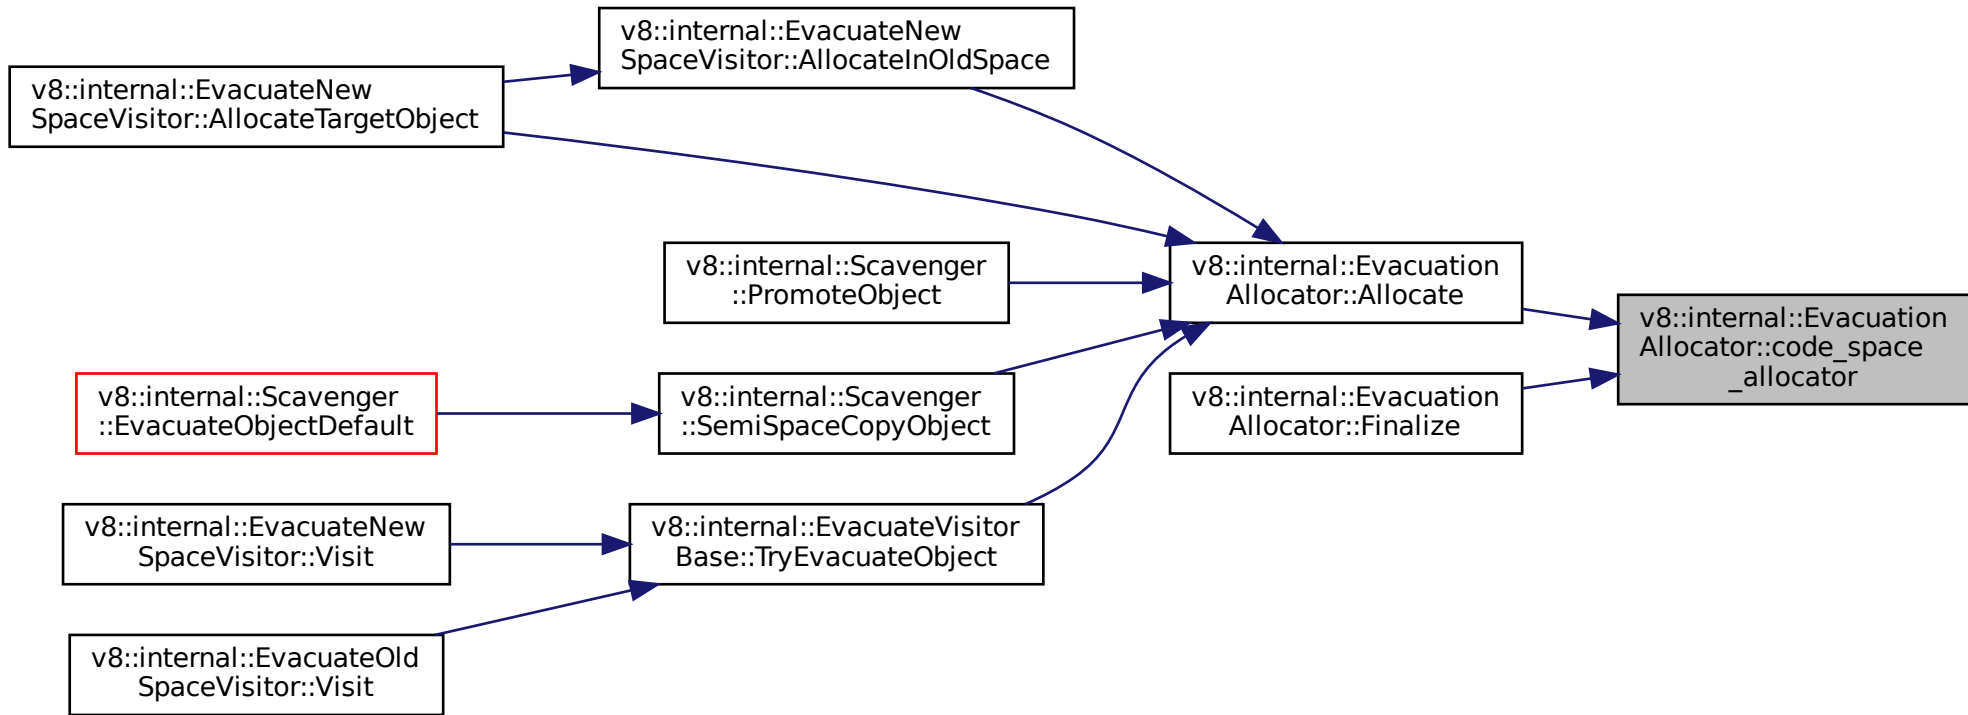 v8::internal::EvacuateNew
SpaceVisitor::AllocateInOldSpace
v8::internal::EvacuateNew
SpaceVisitor::AllocateTargetObject
v8::internal::Scavenger
::PromoteObject
v8::internal::Evacuation
Allocator::Allocate
v8::internal::Evacuation
Allocator::code_space
_allocator
v8::internal::Scavenger
::EvacuateObjectDefault
v8::internal::Scavenger
::SemiSpaceCopyObject
v8::internal::Evacuation
Allocator::Finalize
v8::internal::EvacuateNew
SpaceVisitor::Visit
v8::internal::EvacuateVisitor
Base::TryEvacuateObject
v8::internal::EvacuateOld
SpaceVisitor::Visit